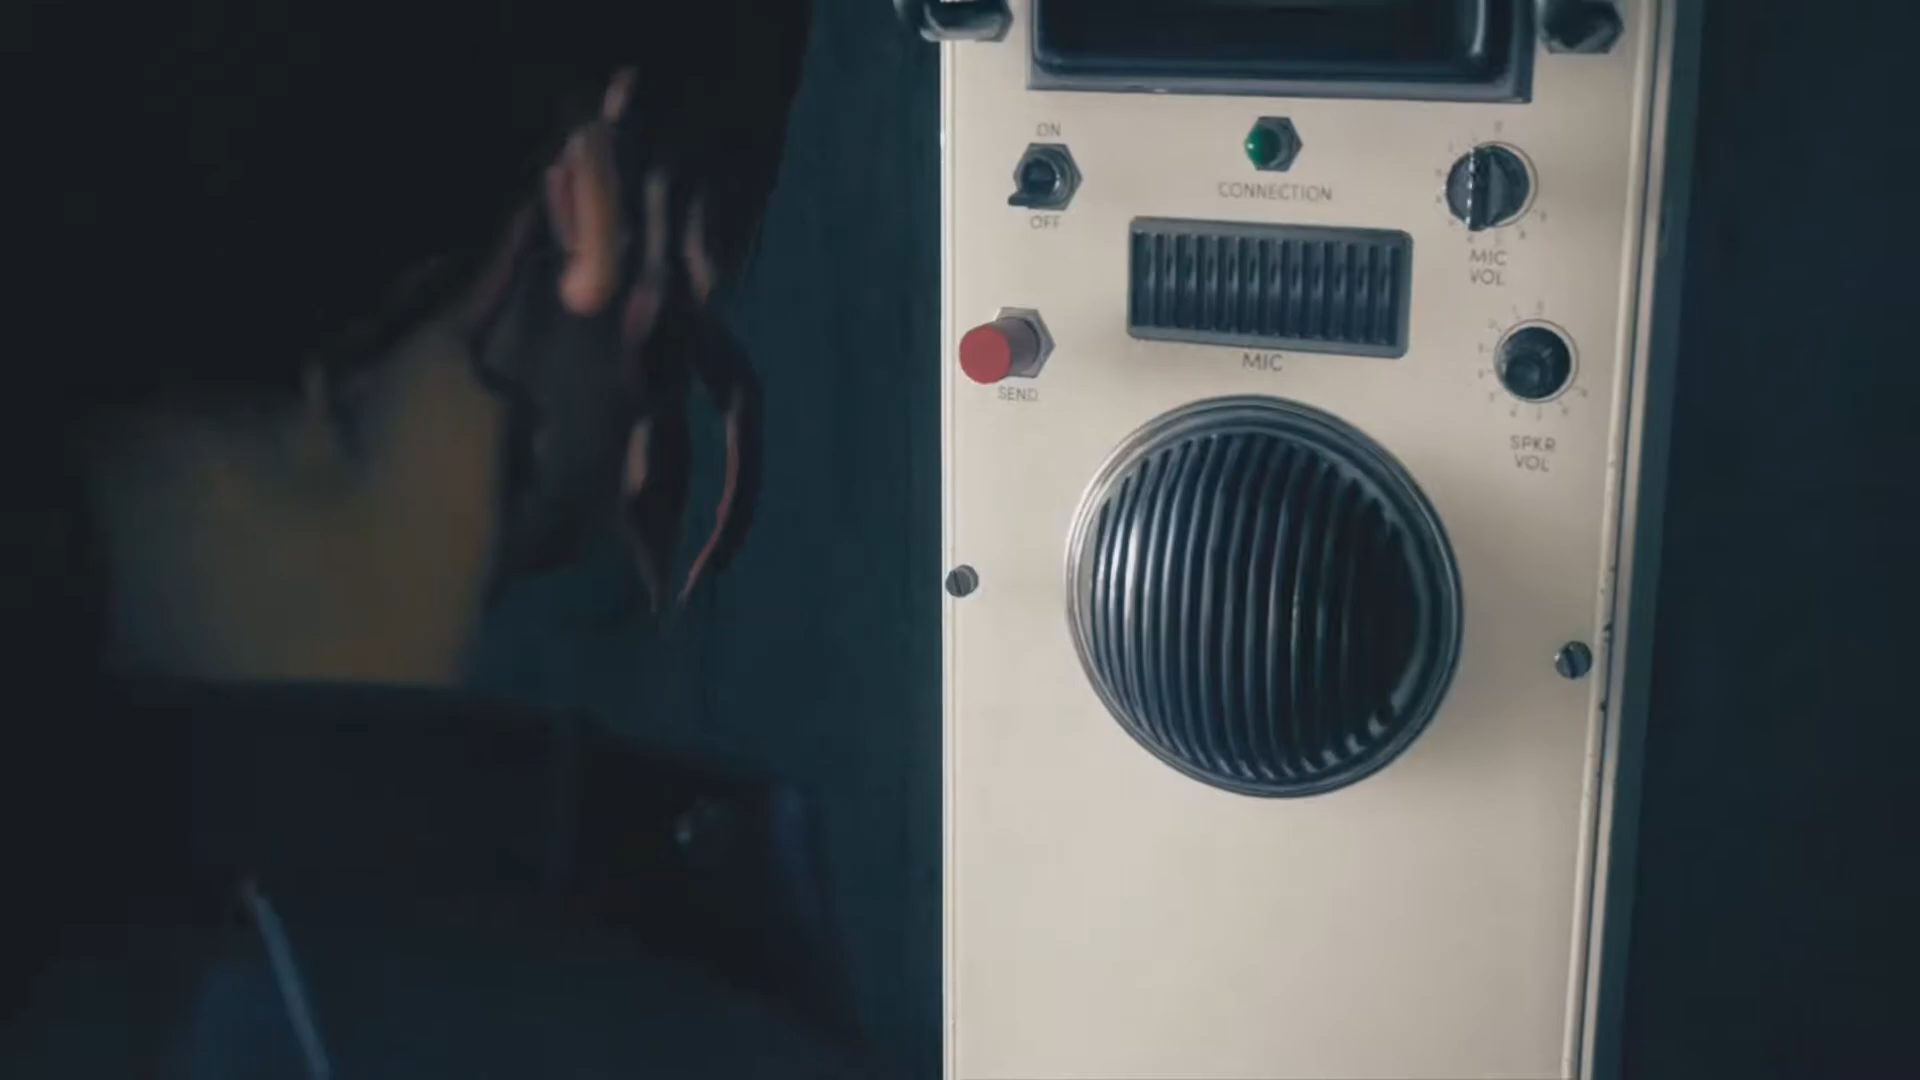 ON
OFF
CONNECTION
MIC
VOL
SEND
MIC
SPKR
VOL